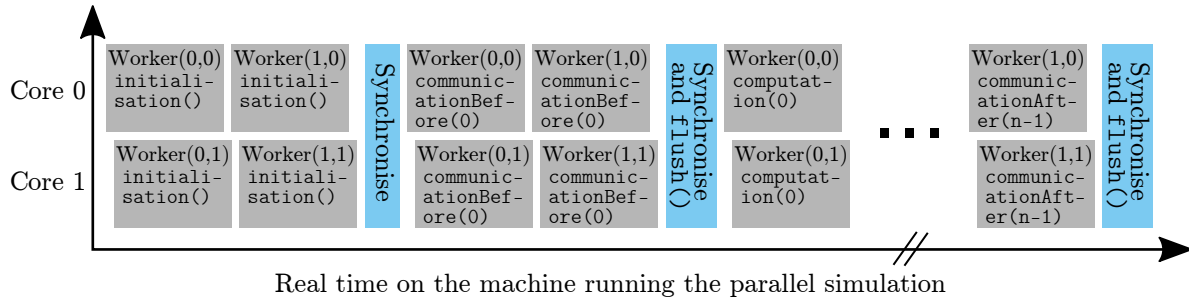 Core 0
Worker(0,0)
initiali-
sation()
Worker(1,0)
initiali-
sation()
Synchronise
Worker(0,0)
communic-
ationBef-
ore(0)
Worker(1,0)
communic-
ationBef-
ore(0)
Synchronise
and flush()
Worker(0,0)
computat-
ion(0)
Worker(1,0)
communic-
ationAft-
er(n-1)
Synchronise
and flush()
Core 1
Worker(0,1)
initiali-
sation()
Worker(1,1)
initiali-
sation()
Worker(0,1)
communic-
ationBef-
ore(0)
Worker(1,1)
communic-
ationBef-
ore(0)
Worker(0,1)
computat-
ion(0)
Worker(1,1)
communic-
ationAft-
er(n-1)
Real time on the machine running the parallel simulation